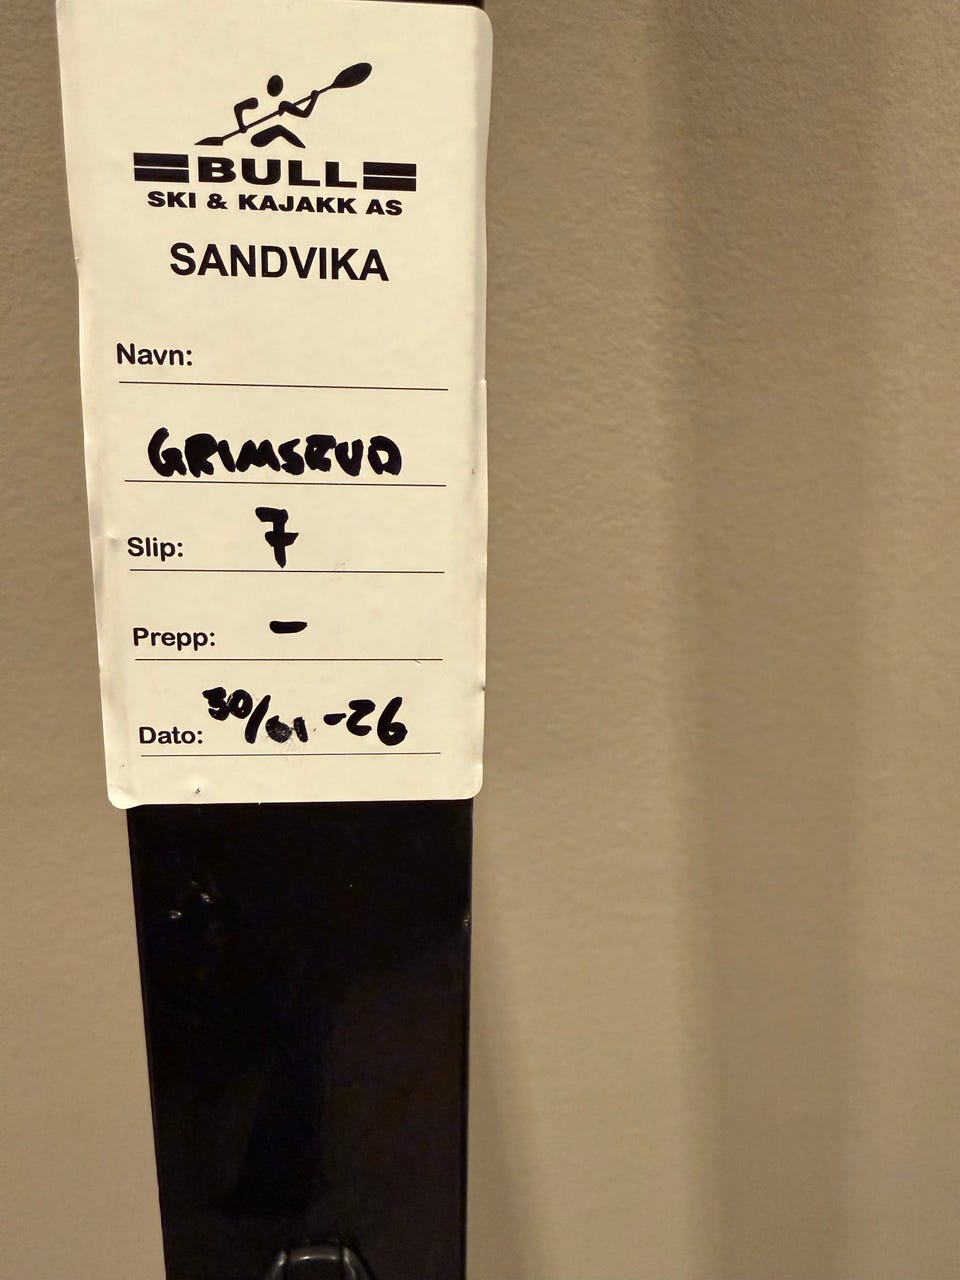 BULL
SKI & KAJAKK AS
SANDVIKA
Navn:
GRIMSRUD
Slip: 7
Prepp: -
Dato: 30/01-26